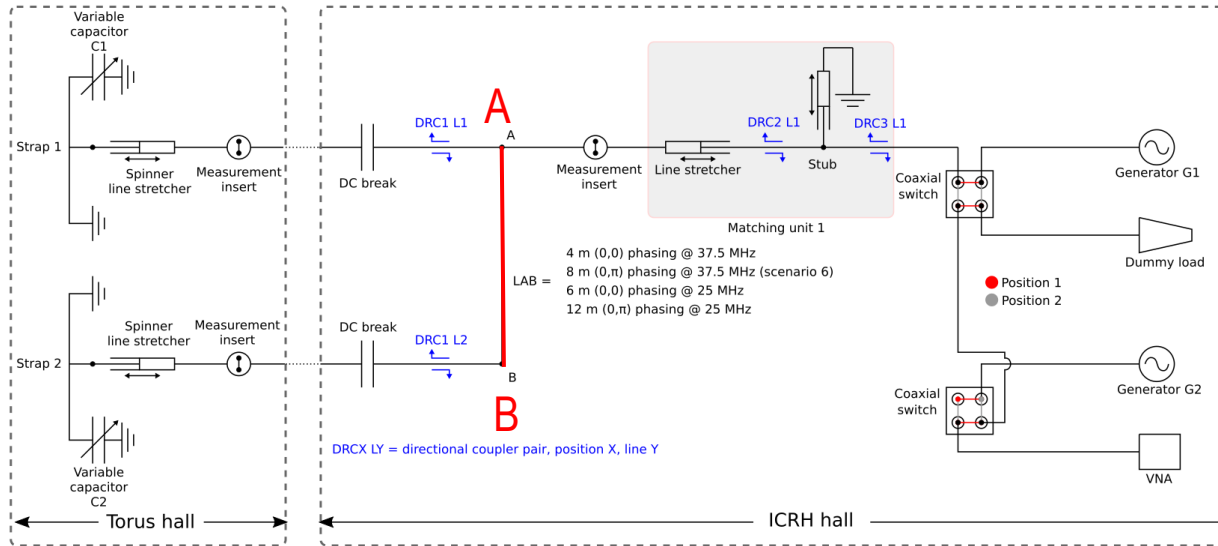 Variable
capacitor
C1
Strap 1
Spinner
line stretcher
Measurement
insert
DC break
DRC1 L1
A
A
Measurement
insert
Line stretcher
DRC2 L1
Stub
DRC3 L1
Matching unit 1
Coaxial
switch
Generator G1
Dummy load
LAB =
4 m (0,0) phasing @ 37.5 MHz
8 m (0,π) phasing @ 37.5 MHz (scenario 6)
6 m (0,0) phasing @ 25 MHz
12 m (0,π) phasing @ 25 MHz
Position 1
Position 2
Strap 2
Spinner
line stretcher
Measurement
insert
DC break
DRC1 L2
B
B
Variable
capacitor
C2
DRCX LY = directional coupler pair, position X, line Y
Coaxial
switch
Generator G2
VNA
Torus hall
ICRH hall